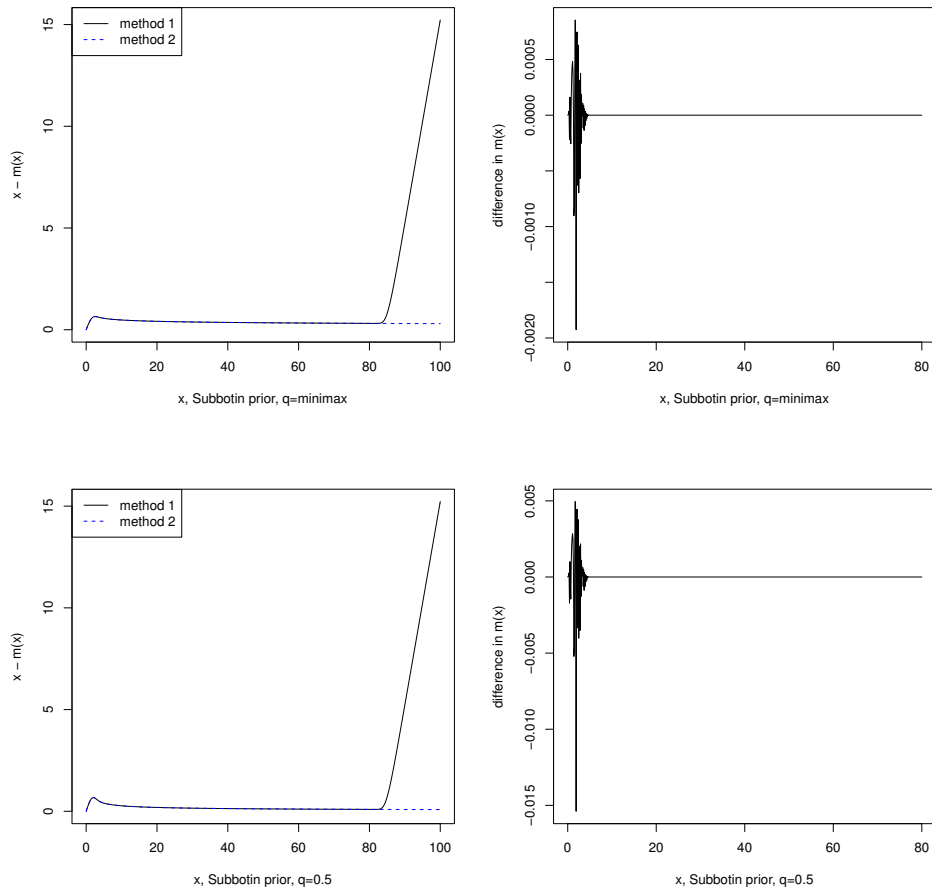 method 1
method 2
15
10
5
0
x − m(x)
0 20 40 60 80 100
x, Subbotin prior, q=minimax
0.0005
0.0000
−0.0010
−0.0020
difference in m(x)
0 20 40 60 80
x, Subbotin prior, q=minimax
method 1
method 2
15
10
5
0
x − m(x)
0 20 40 60 80 100
x, Subbotin prior, q=0.5
0.005
0.000
−0.005
−0.010
−0.015
difference in m(x)
0 20 40 60 80
x, Subbotin prior, q=0.5